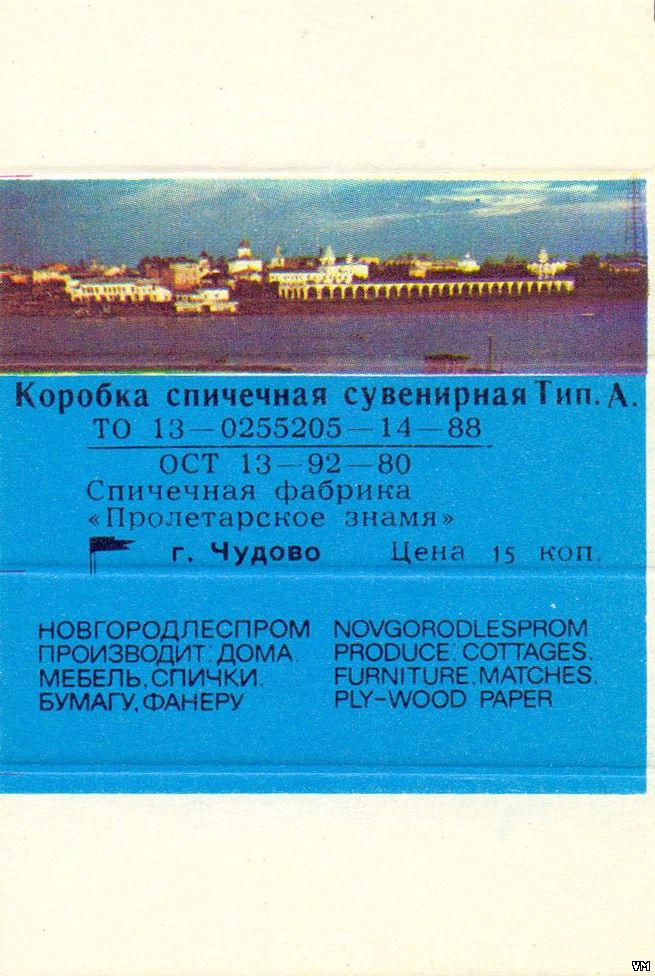 Коробка спичечная сувенирная Тип. А.
ТО 13—0255205—14—88
ОСТ 13—92—80
Спичечная фабрика
«Пролетарское знамя»
г. Чудово Цена 15 коп.
НОВГОРОДЛЕСПРОМ
ПРОИЗВОДИТ: ДОМА.
МЕБЕЛЬ, СПИЧКИ.
БУМАГУ, ФАНЕРУ
NOVGORODLESPROM
PRODUCE: COTTAGES.
FURNITURE. MATCHES.
PLY-WOOD PAPER
VM